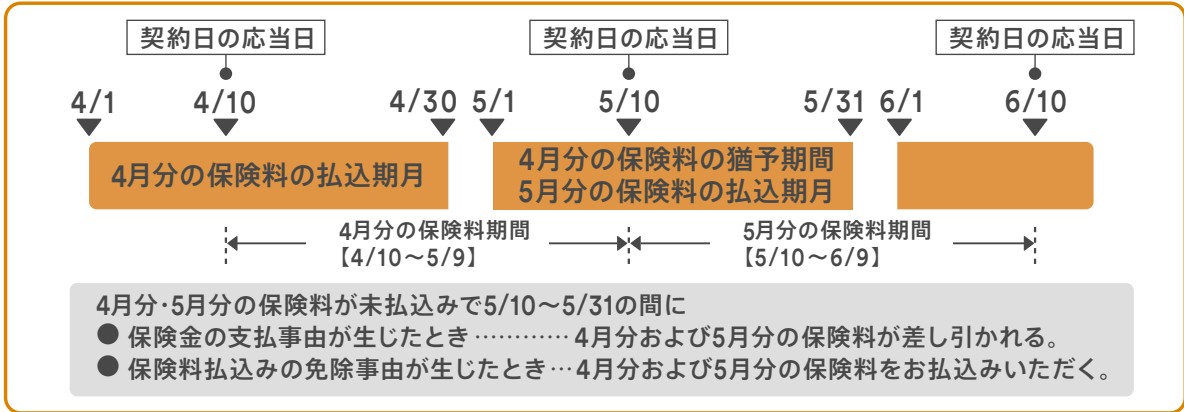 契約日の応当日 契約日の応当日 契約日の応当日
4/1 4/10 4/30 5/1 5/10 5/31 6/1 6/10
4月分の保険料の払込期月
4月分の保険料の猶予期間
5月分の保険料の払込期月
4月分の保険料期間
【4/10〜5/9】
5月分の保険料期間
【5/10〜6/9】
4月分・5月分の保険料が未払込みで5/10〜5/31の間に
● 保険金の支払事由が生じたとき………… 4月分および5月分の保険料が差し引かれる。
● 保険料払込みの免除事由が生じたとき…4月分および5月分の保険料をお払込みいただく。